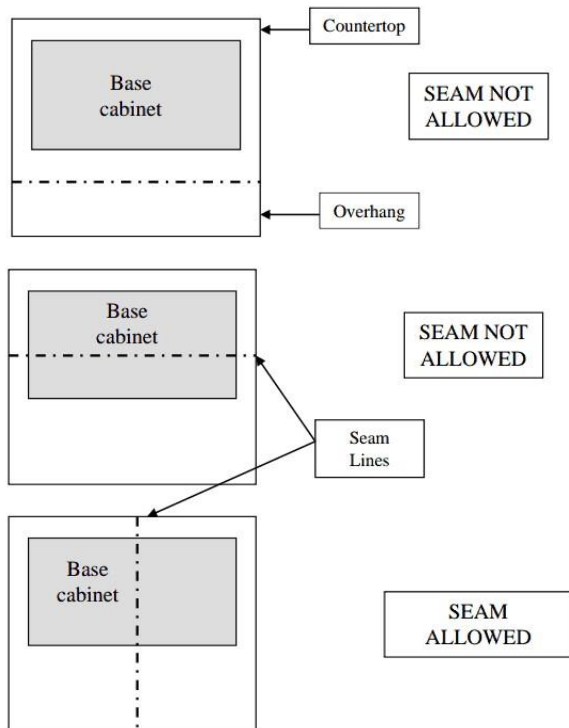 Countertop
Base
cabinet
SEAM NOT
ALLOWED
Overhang
Base
cabinet
SEAM NOT
ALLOWED
Seam
Lines
Base
cabinet
SEAM
ALLOWED